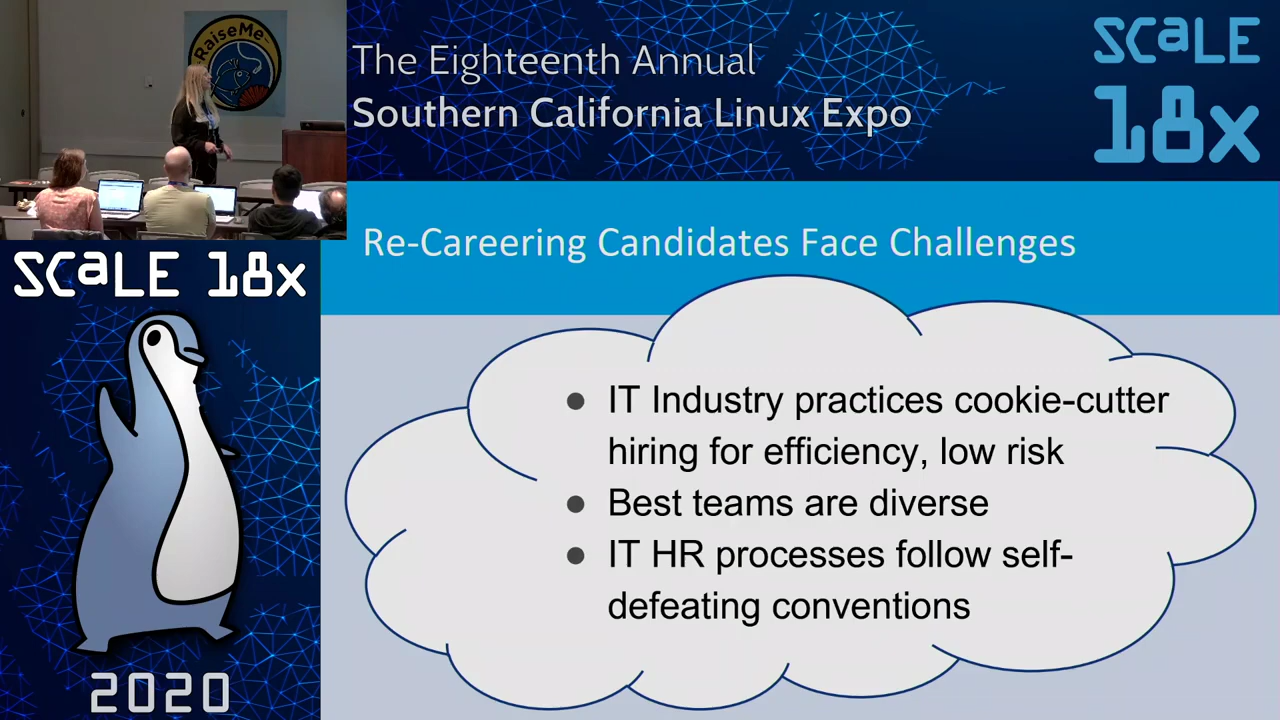 RaiseMe
The Eighteenth Annual
Southern California Linux Expo
SCaLE
18x
Re-Careering Candidates Face Challenges
SCaLE 18x
● IT Industry practices cookie-cutter
hiring for efficiency, low risk
● Best teams are diverse
● IT HR processes follow self-
defeating conventions
2020